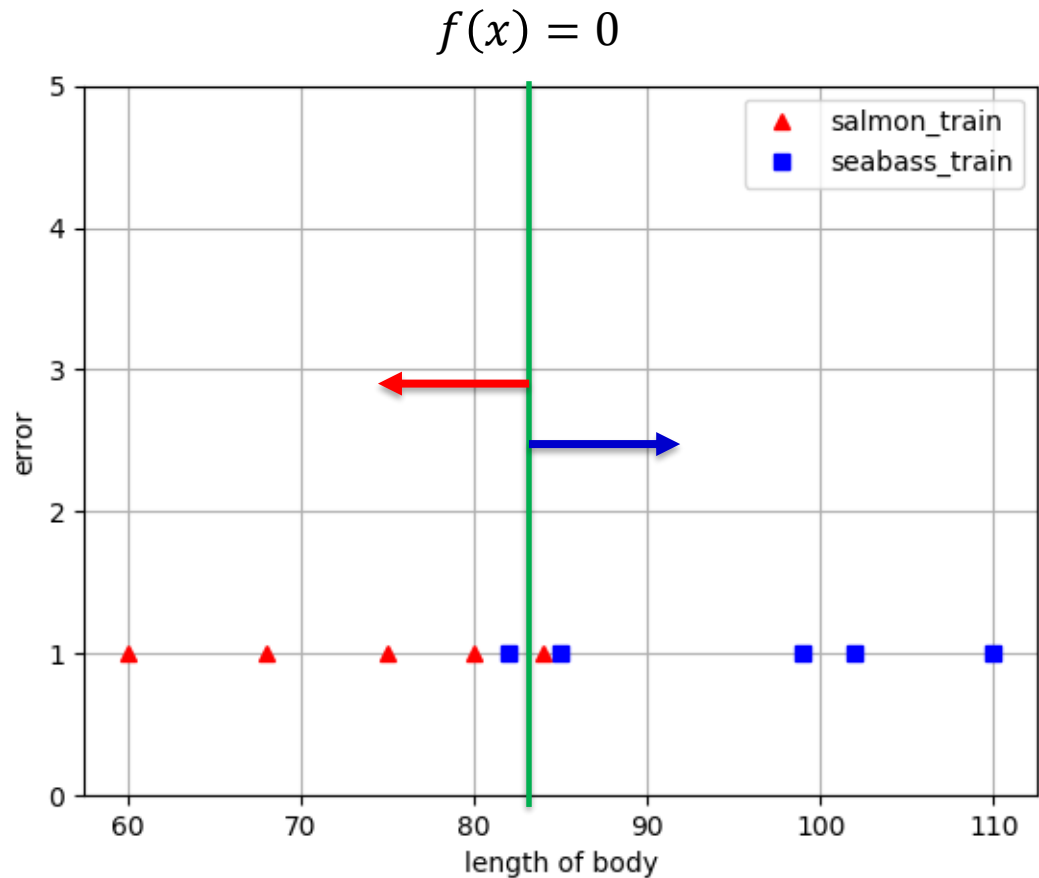 f(x) = 0
5
salmon_train
seabass_train
4
3
error
2
1
0
60 70 80 90 100 110
length of body